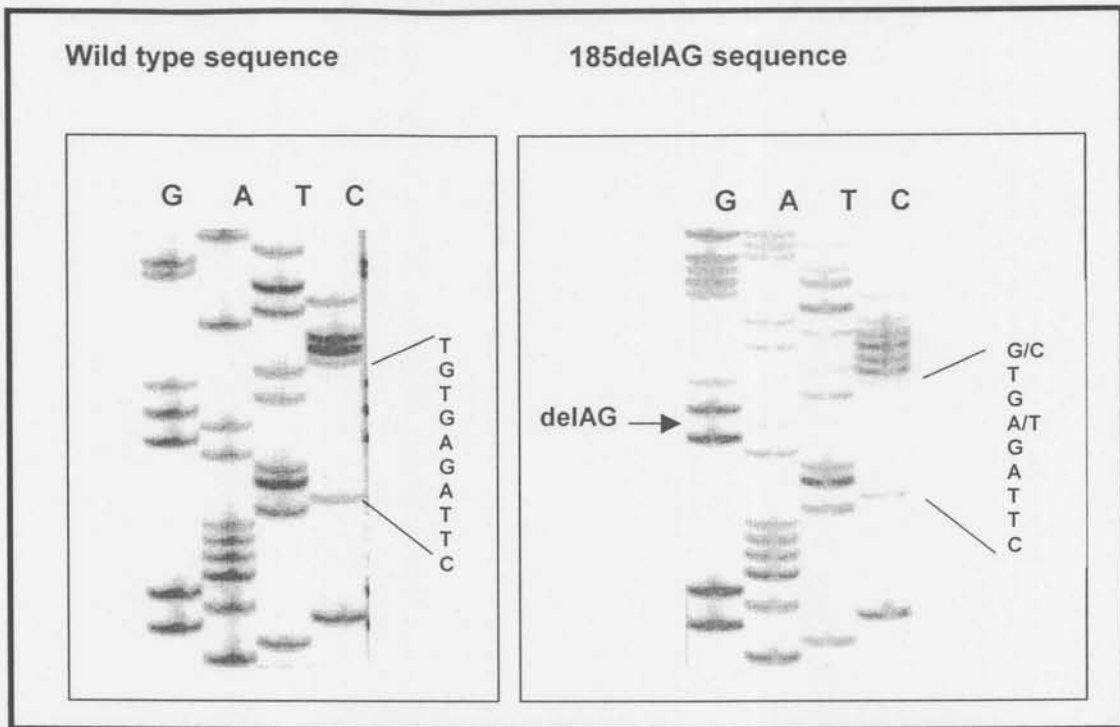 Wild type sequence
185delAG sequence
G A T C
T
G
T
G
A
G
A
T
T
C
G A T C
delAG
G/C
T
G
A/T
G
A
T
T
C